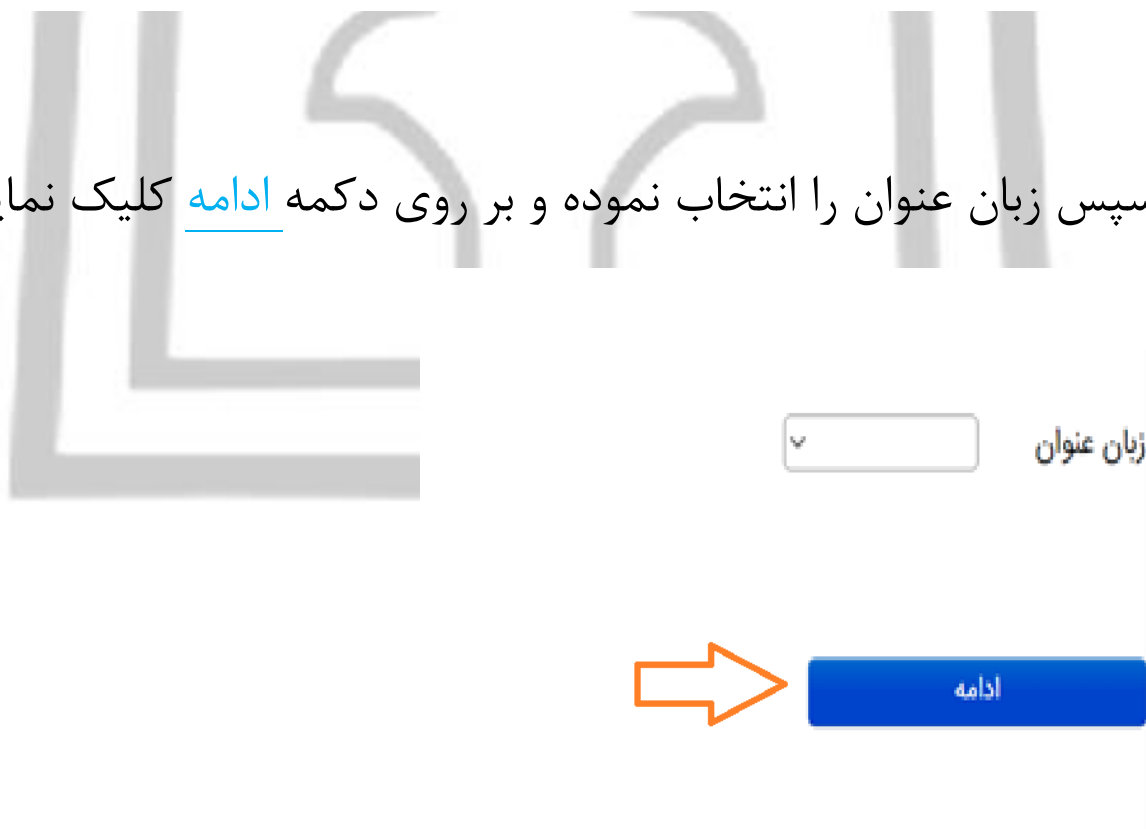 سپس زبان عنوان را انتخاب نموده و بر روی دکمه ادامه کلیک
زبان عنوان
ادامه